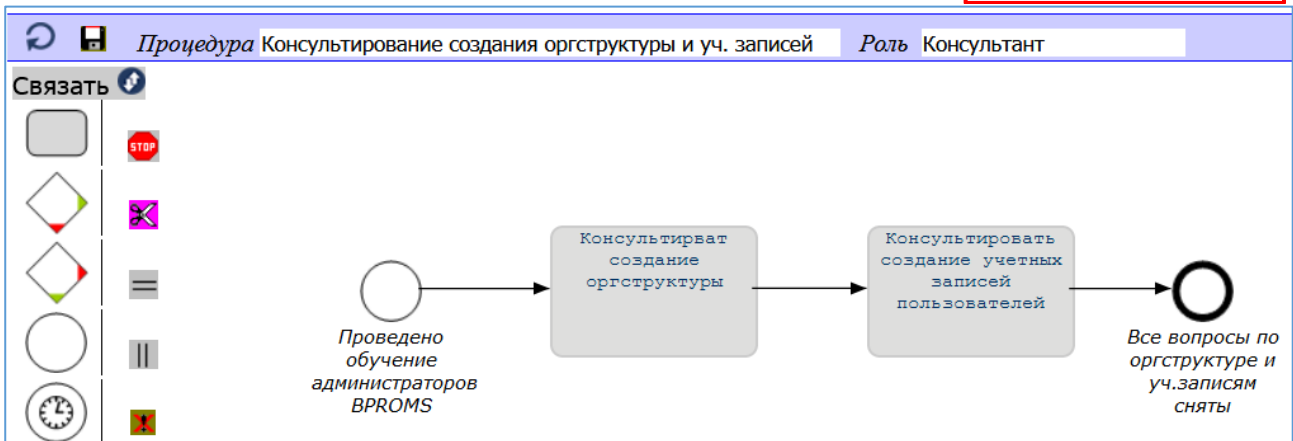 Процедура Консультирование создания оргструктуры и уч. записей Роль Консультант
Связать
STOP
Консультироват
создание
оргструктуры
Консультировать
создание учетных
записей
пользователей
Проведено
обучение
администраторов
BPROMS
Все вопросы по
оргструктуре и
уч.записям
сняты